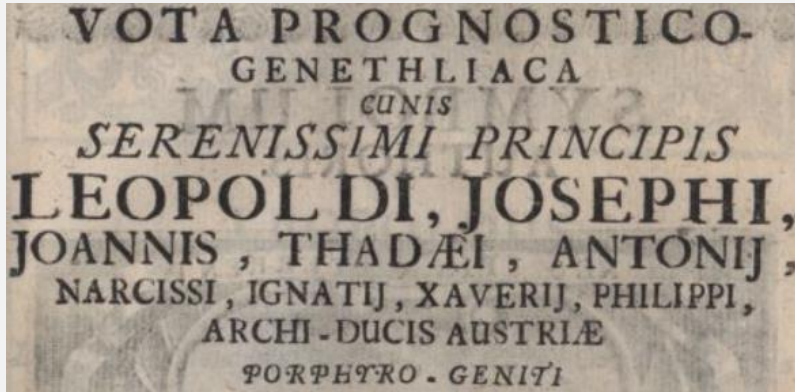 VOTA PROGNOSTICO-
GENETHLIACA
CUNIS
SERENISSIMI PRINCIPIS
LEOPOLDI, JOSEPHI,
JOANNIS, THADÆI, ANTONIJ,
NARCISSI, IGNATIJ, XAVERIJ, PHILIPPI,
ARCHI-DUCIS AUSTRIÆ
PORPHYRO-GENITI